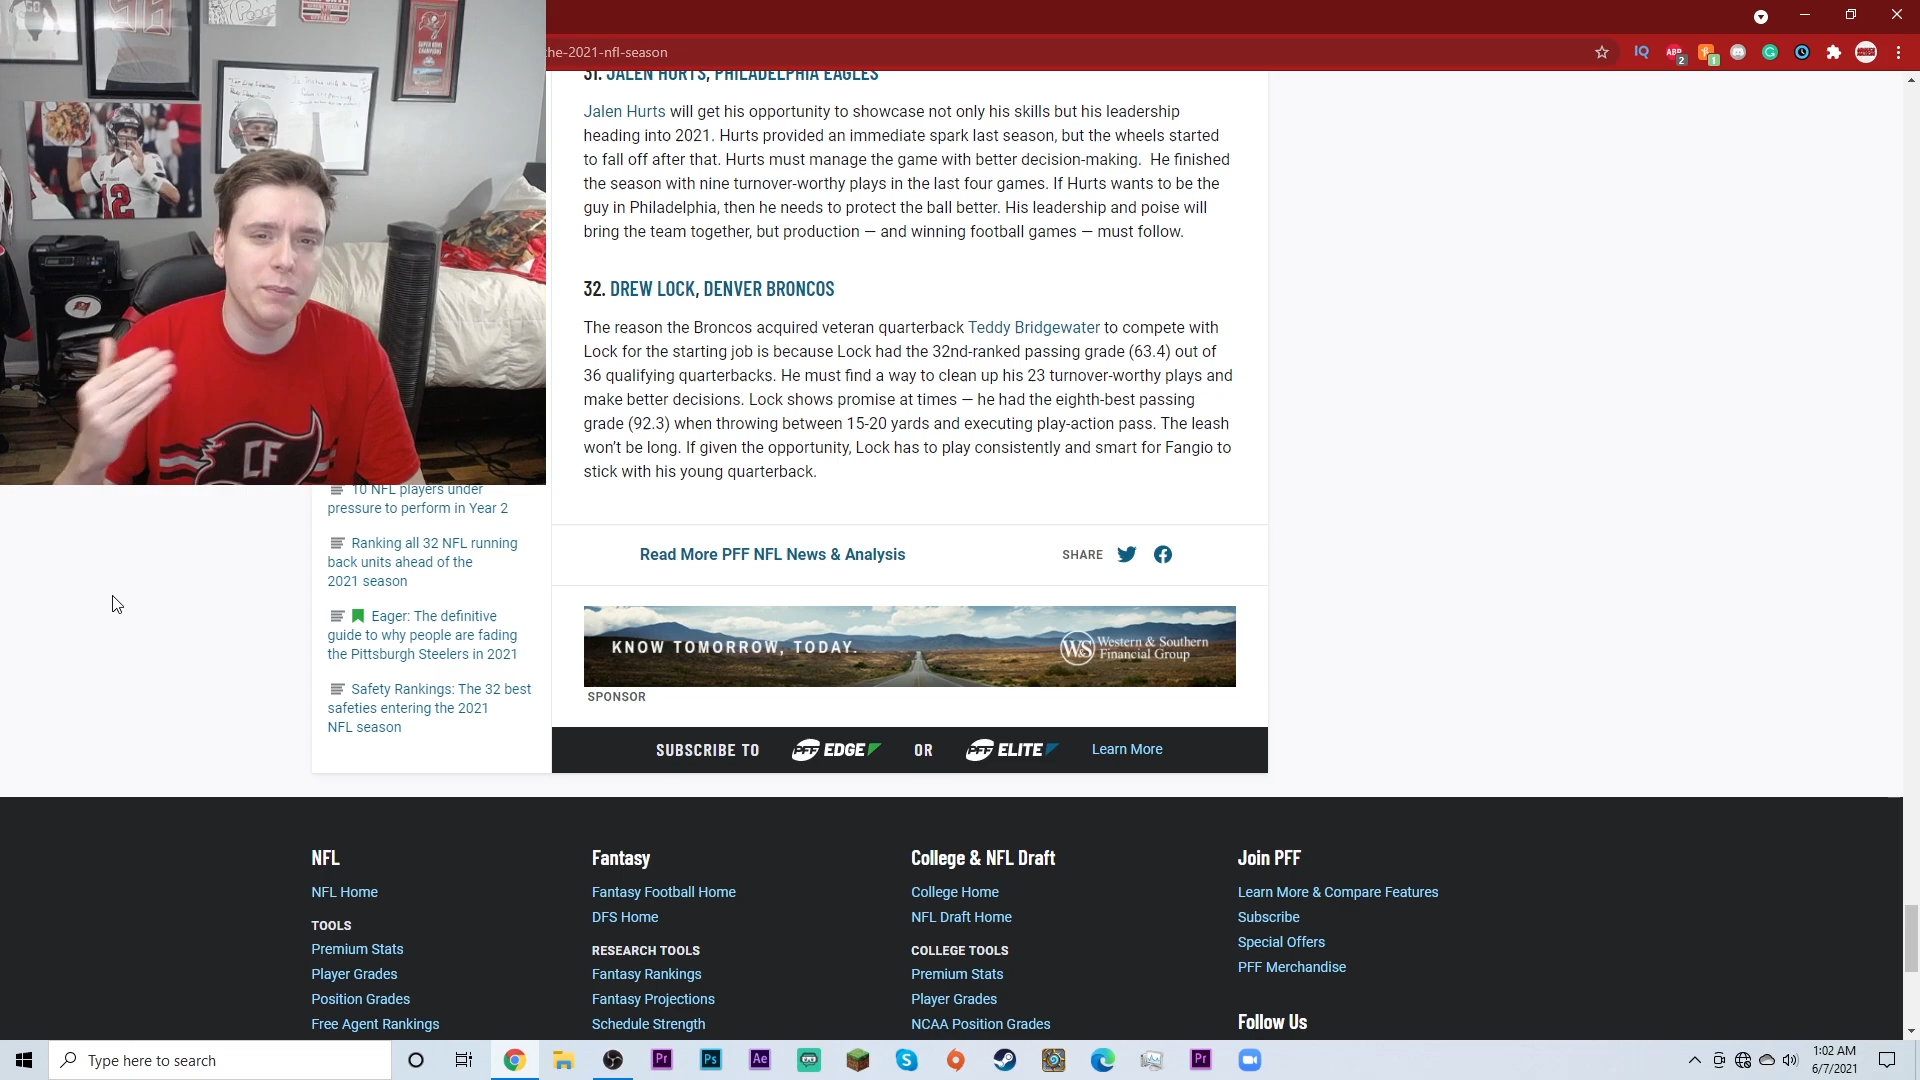 he-2021-nfl-season
31. JALEN HURTS, PHILADELPHIA EAGLES
Jalen Hurts will get his opportunity to showcase not only his skills but his leadership
heading into 2021. Hurts provided an immediate spark last season, but the wheels started
to fall off after that. Hurts must manage the game with better decision-making.  He finished
the season with nine turnover-worthy plays in the last four games. If Hurts wants to be the
guy in Philadelphia, then he needs to protect the ball better. His leadership and poise will
bring the team together, but production — and winning football games — must follow.
32. DREW LOCK, DENVER BRONCOS
The reason the Broncos acquired veteran quarterback Teddy Bridgewater to compete with
Lock for the starting job is because Lock had the 32nd-ranked passing grade (63.4) out of
36 qualifying quarterbacks. He must find a way to clean up his 23 turnover-worthy plays and
make better decisions. Lock shows promise at times — he had the eighth-best passing
grade (92.3) when throwing between 15-20 yards and executing play-action pass. The leash
won't be long. If given the opportunity, Lock has to play consistently and smart for Fangio to
stick with his young quarterback.
12
CF
10 NFL players under
pressure to perform in Year 2
Ranking all 32 NFL running
back units ahead of the
2021 season
Eager: The definitive
guide to why people are fading
the Pittsburgh Steelers in 2021
Safety Rankings: The 32 best
safeties entering the 2021
NFL season
Read More PFF NFL News & Analysis
SHARE
KNOW TOMORROW, TODAY.
WS Western & Southern
Financial Group
SPONSOR
SUBSCRIBE TO PFF EDGE OR PFF ELITE Learn More
NFL
NFL Home
TOOLS
Premium Stats
Player Grades
Position Grades
Free Agent Rankings
Fantasy
Fantasy Football Home
DFS Home
RESEARCH TOOLS
Fantasy Rankings
Fantasy Projections
Schedule Strength
College & NFL Draft
College Home
NFL Draft Home
COLLEGE TOOLS
Premium Stats
Player Grades
NCAA Position Grades
Join PFF
Learn More & Compare Features
Subscribe
Special Offers
PFF Merchandise
Follow Us
Type here to search
Pr
Ps
Ae
Pr
1:02 AM
6/7/2021